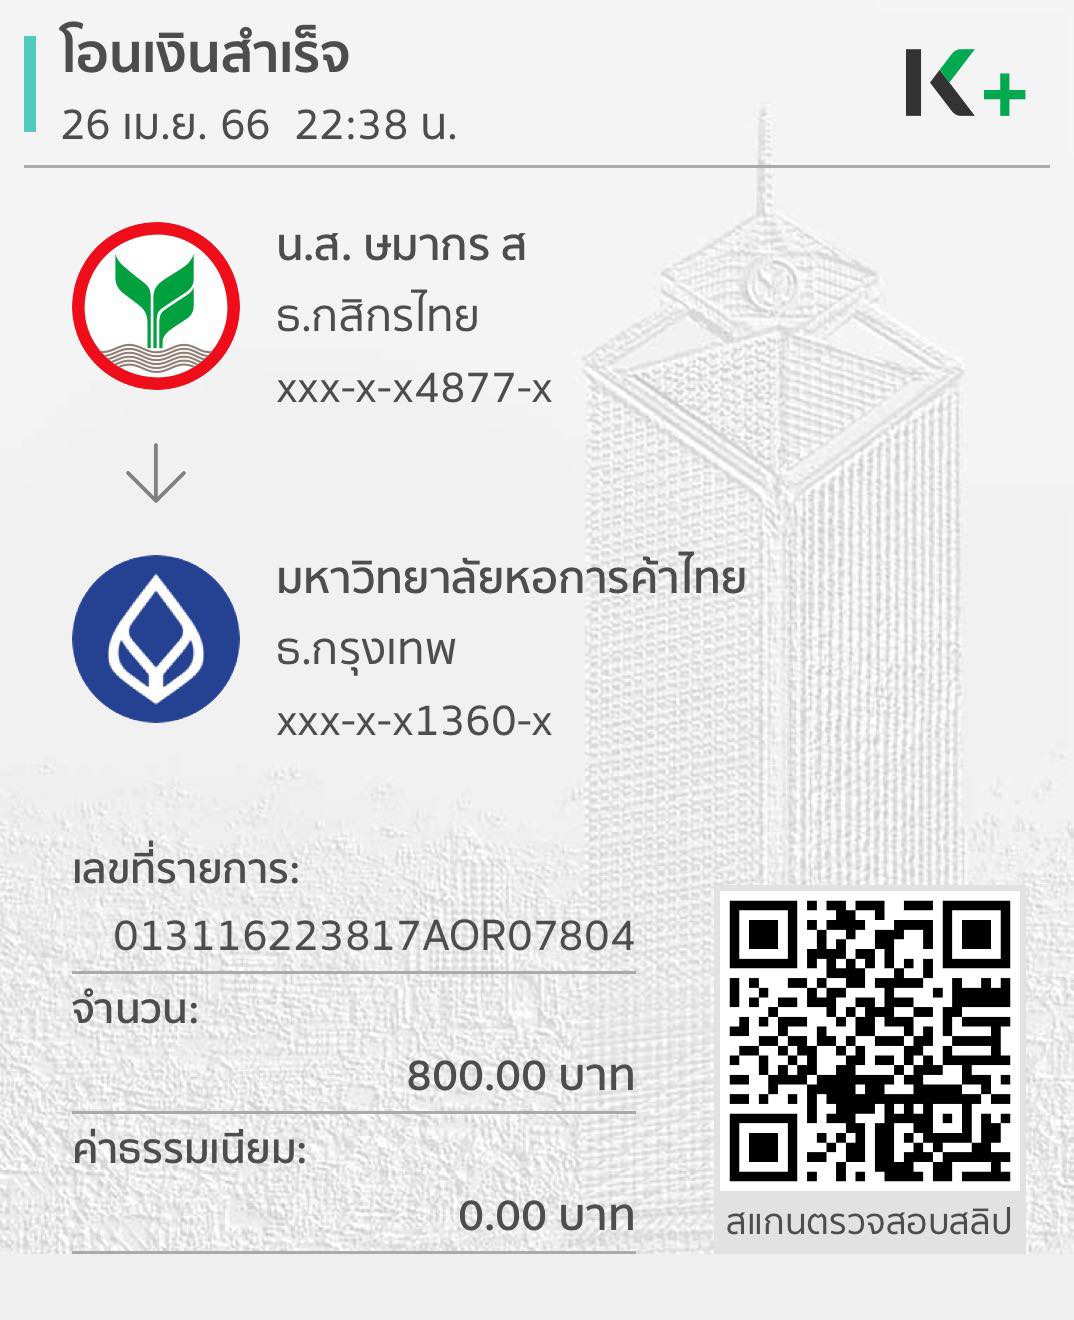 โอนเงินสำเร็จ
26 เม.ย. 66  22:38 น.
K+
น.ส. ษมากร ส
ธ.กสิกรไทย
xxx-x-x4877-x
มหาวิทยาลัยหอการค้าไทย
ธ.กรุงเทพ
xxx-x-x1360-x
เลขที่รายการ:
013116223817AOR07804
จำนวน:
800.00 บาท
ค่าธรรมเนียม:
0.00 บาท
สแกนตรวจสอบสลิป